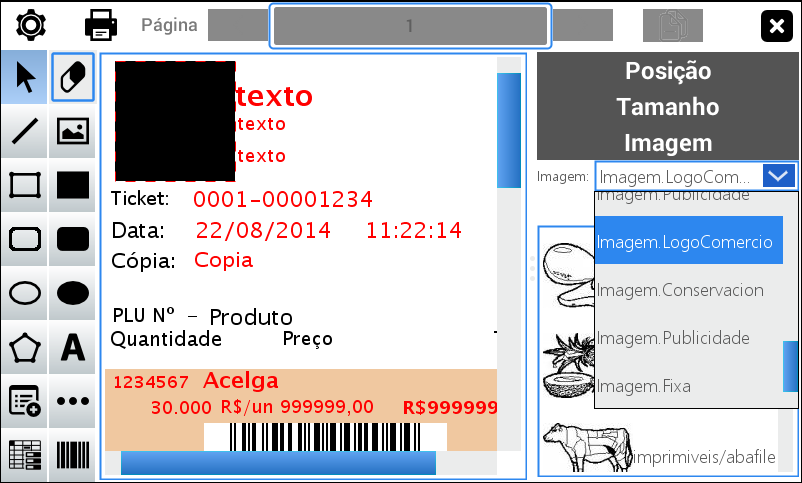 Página
1
Posição
Tamanho
Imagem
Imagem: Imagem.LogoCom...
Imagem.Publicidade
Imagem.LogoComercio
Imagem.Conservacion
Imagem.Publicidade
Imagem.Fixa
imprimiveis/abafile
texto
texto
texto
Ticket: 0001-00001234
Data: 22/08/2014 11:22:14
Cópia: Copia
PLU Nº - Produto
Quantidade Preço
1234567 Acelga
30.000 R$/un 999999,00 R$999999
A